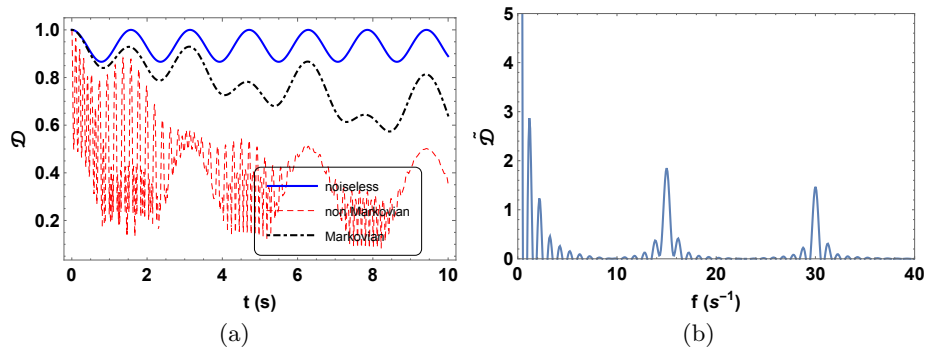 1.0
0.8
0.6
0.4
0.2
𝒟
noiseless
non Markovian
Markovian
0 2 4 6 8 10
t (s)
(a)
5
4
3
2
1
0
𝒟̃
0 10 20 30 40
f (s⁻¹)
(b)